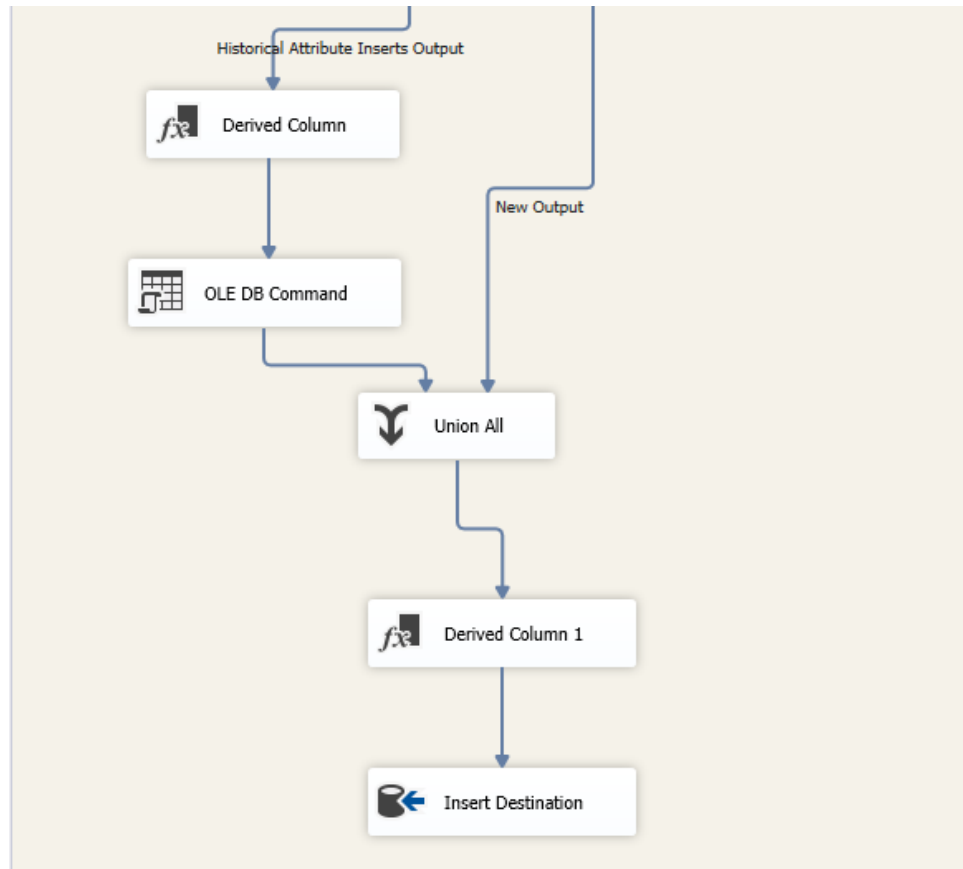 Historical Attribute Inserts Output
Derived Column
New Output
OLE DB Command
Union All
Derived Column 1
Insert Destination